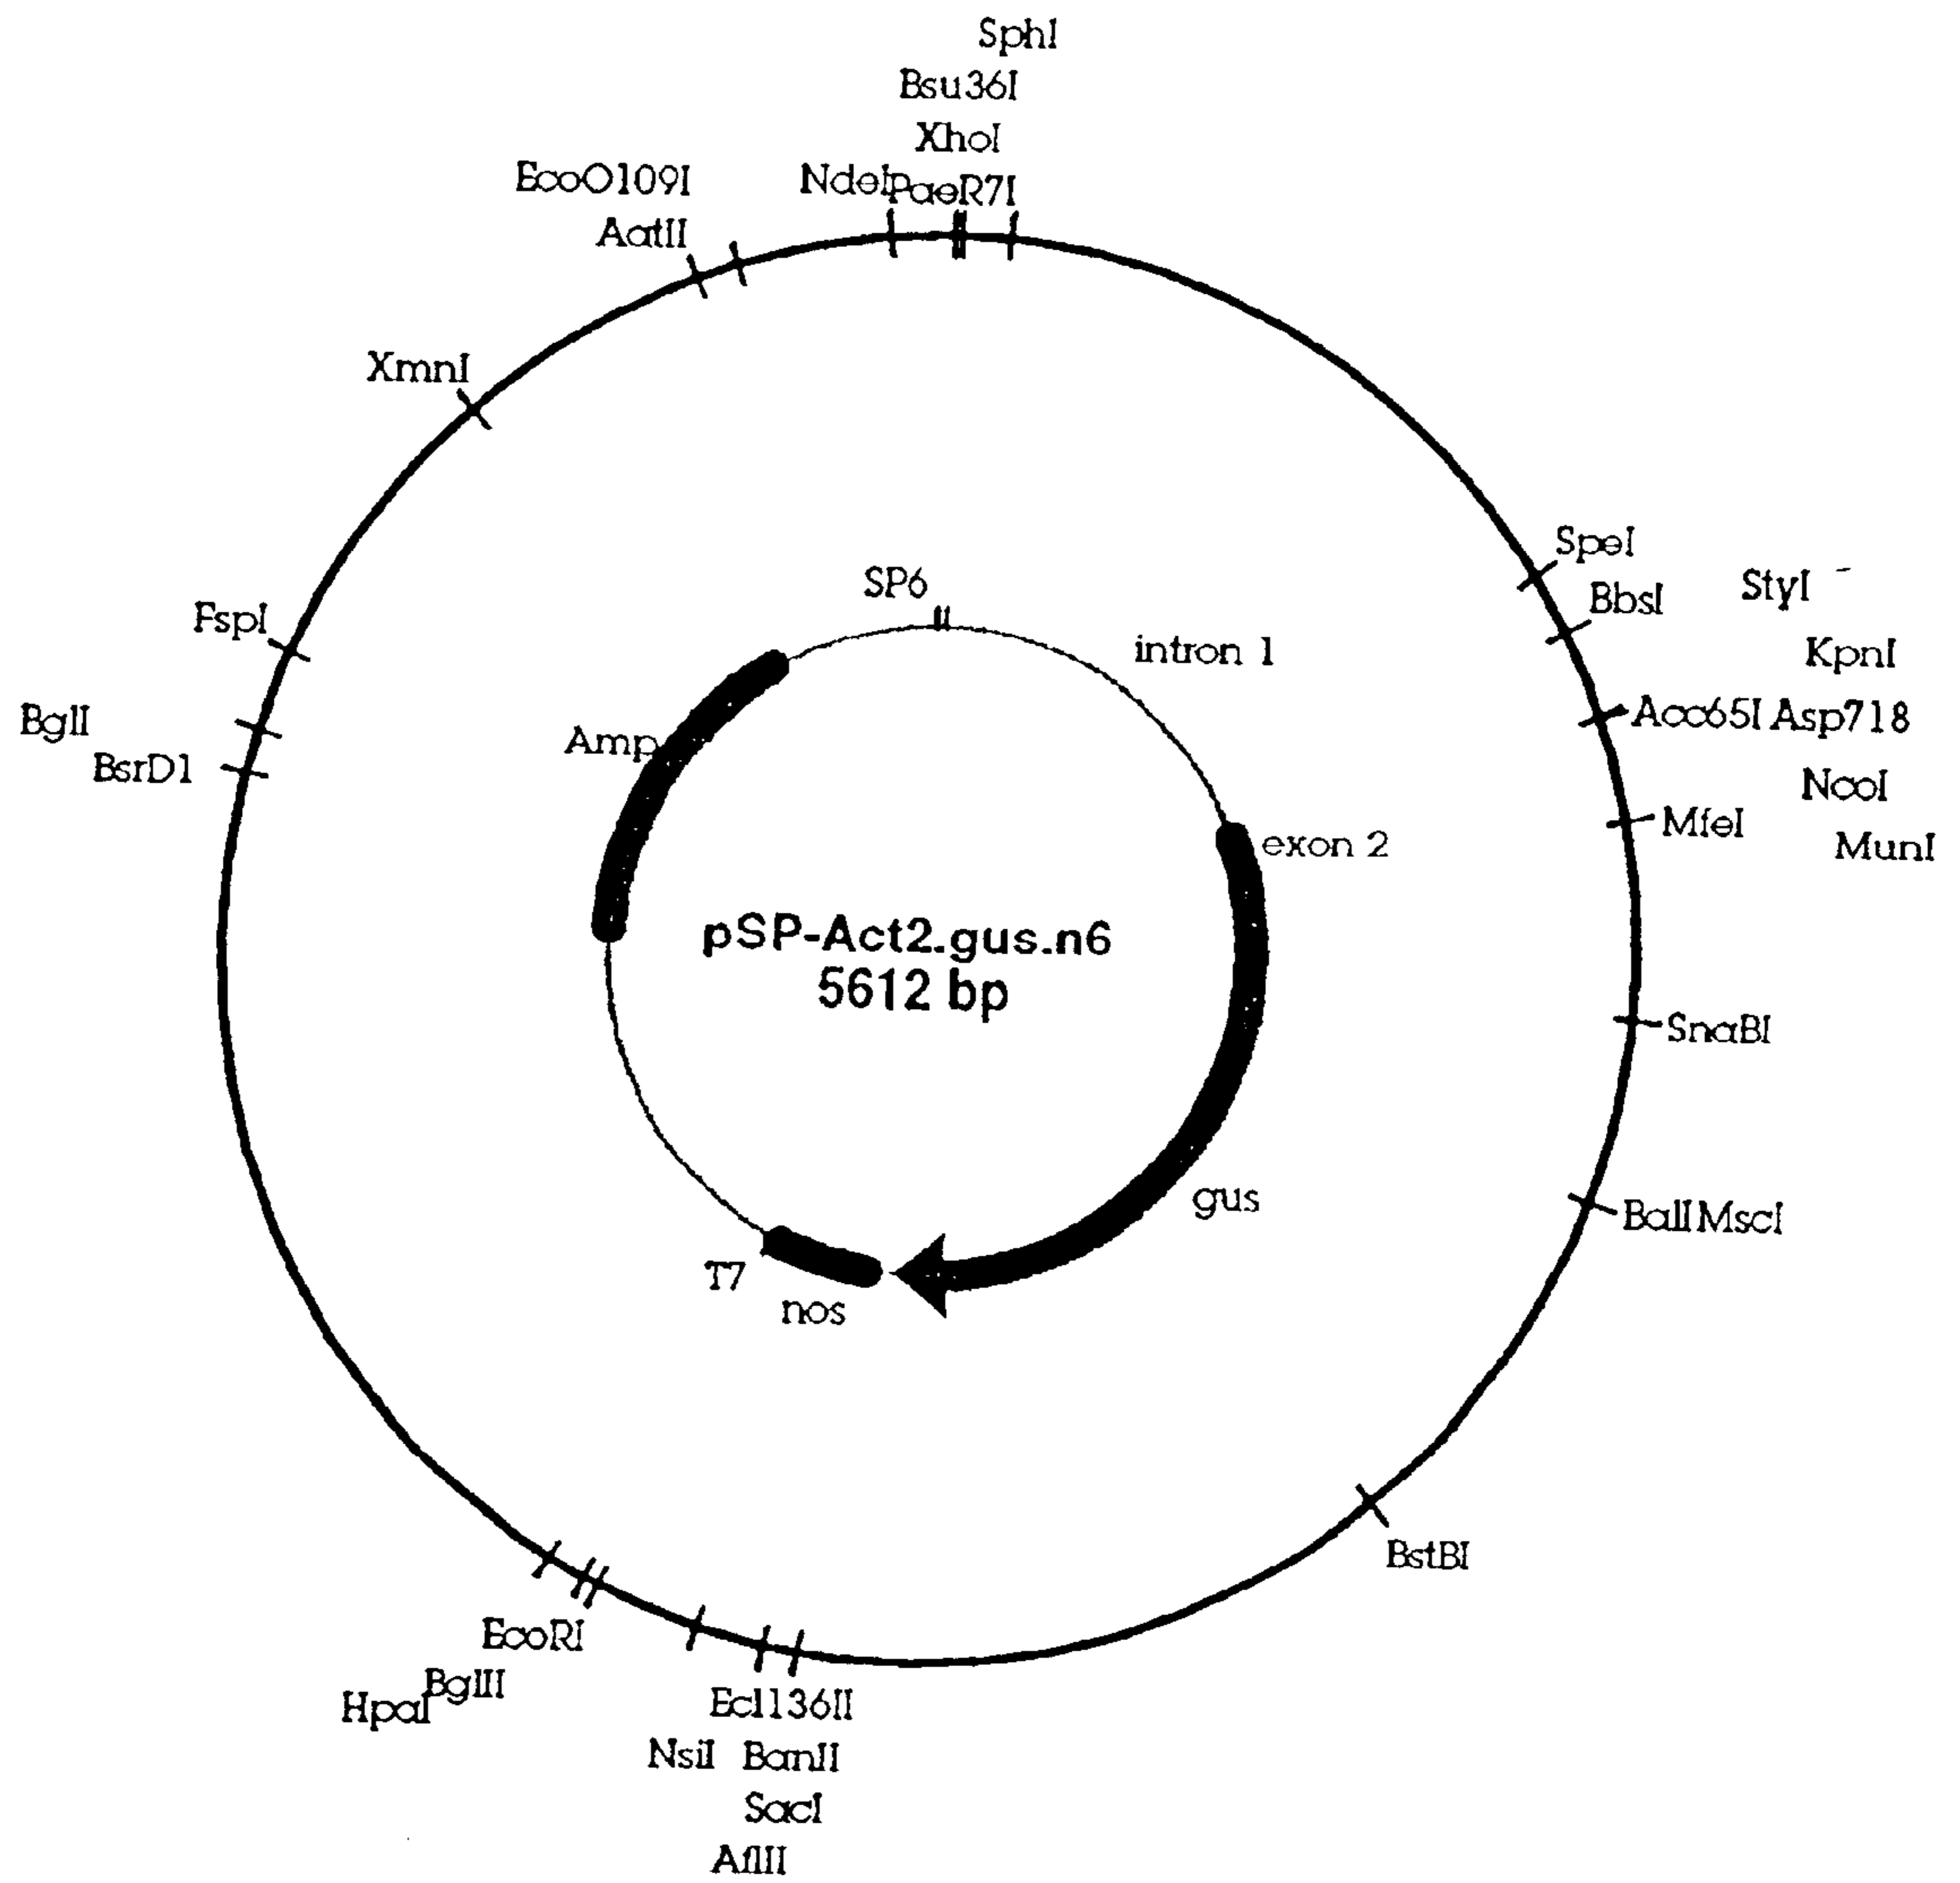 SphI
Bsu36I
XhoI
NdeI PaeR7I
EcoO109I
AatII
XmnI
FspI
BglI
BsrD1
SpeI
BbsI StyI
KpnI
Acc65I Asp718
NcoI
MfeI
MunI
SnaBI
BalI MscI
BstBI
SP6
intron 1
Amp
exon 2
pSP-Act2.gus.n6
5612 bp
gus
T7
nos
EcoRI
BglII
HpaI
Ecl136II
NsiI BanII
SacI
AflII